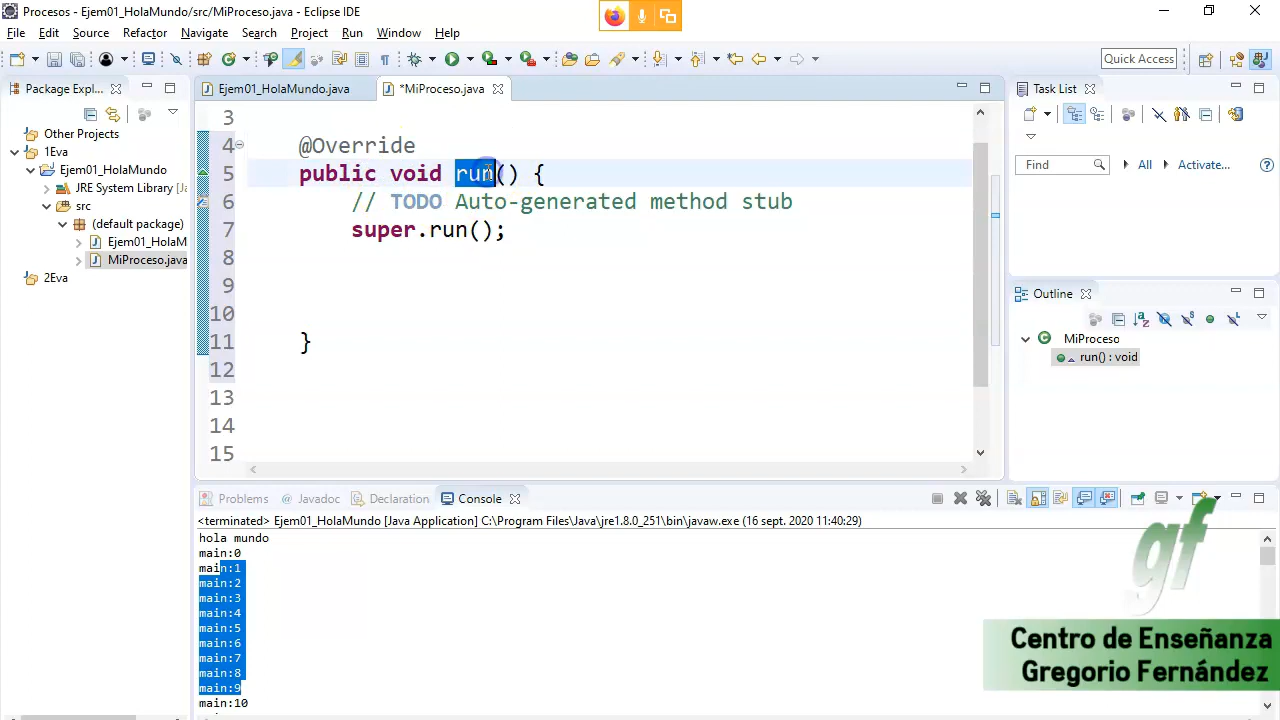 Procesos - Ejem01_HolaMundo/src/MiProceso.java - Eclipse IDE
File Edit Source Refactor Navigate Search Project Run Window Help
Quick Access
Package Expl...
Other Projects
1Eva
Ejem01_HolaMundo
JRE System Library [J
src
(default package)
Ejem01_HolaM
MiProceso.java
2Eva
Ejem01_HolaMundo.java
*MiProceso.java
3
4 @Override
5 public void run() {
6 // TODO Auto-generated method stub
7 super.run();
8
9
10
11 }
12
13
14
15
Task List
Find All Activate...
Outline
MiProceso
run() : void
Problems Javadoc Declaration Console
<terminated> Ejem01_HolaMundo [Java Application] C:\Program Files\Java\jre1.8.0_251\bin\javaw.exe (16 sept. 2020 11:40:29)
hola mundo
main:0
main:1
main:2
main:3
main:4
main:5
main:6
main:7
main:8
main:9
main:10
gf
Centro de Enseñanza
Gregorio Fernández